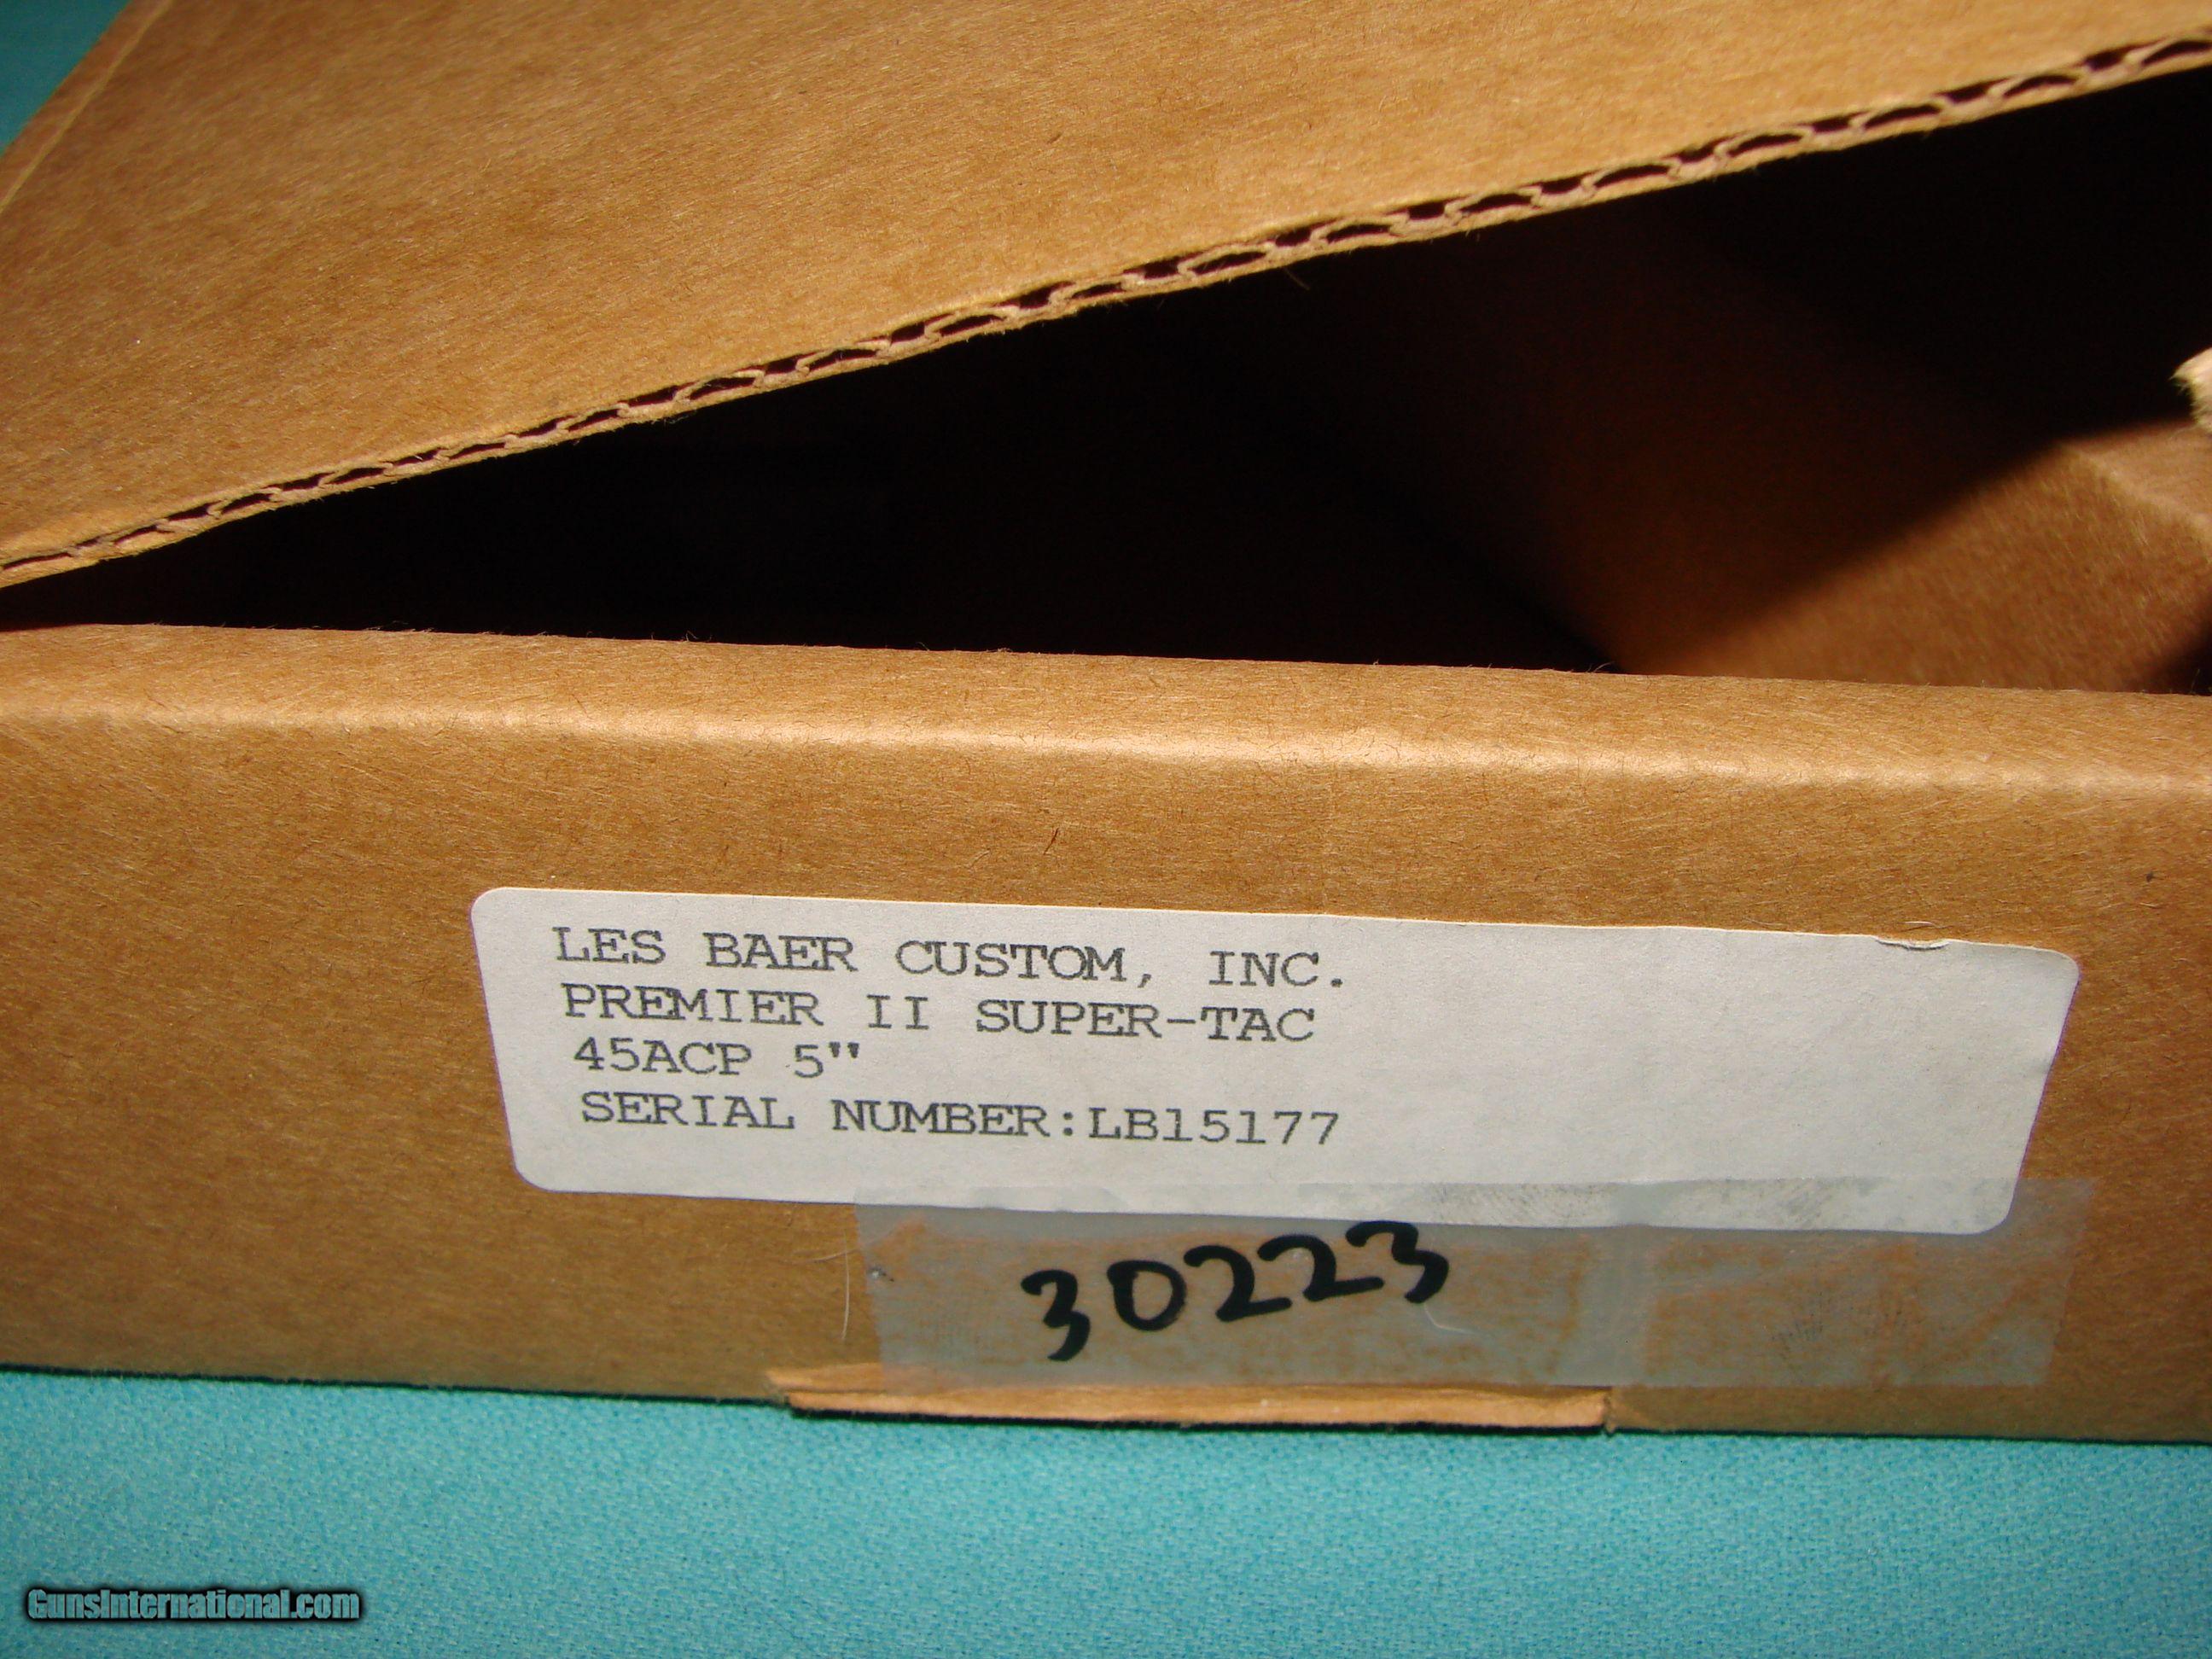 LES BAER CUSTOM, INC.
PREMIER II SUPER-TAC
45ACP 5"
SERIAL NUMBER:LB15177
30223
GunsInternational.com